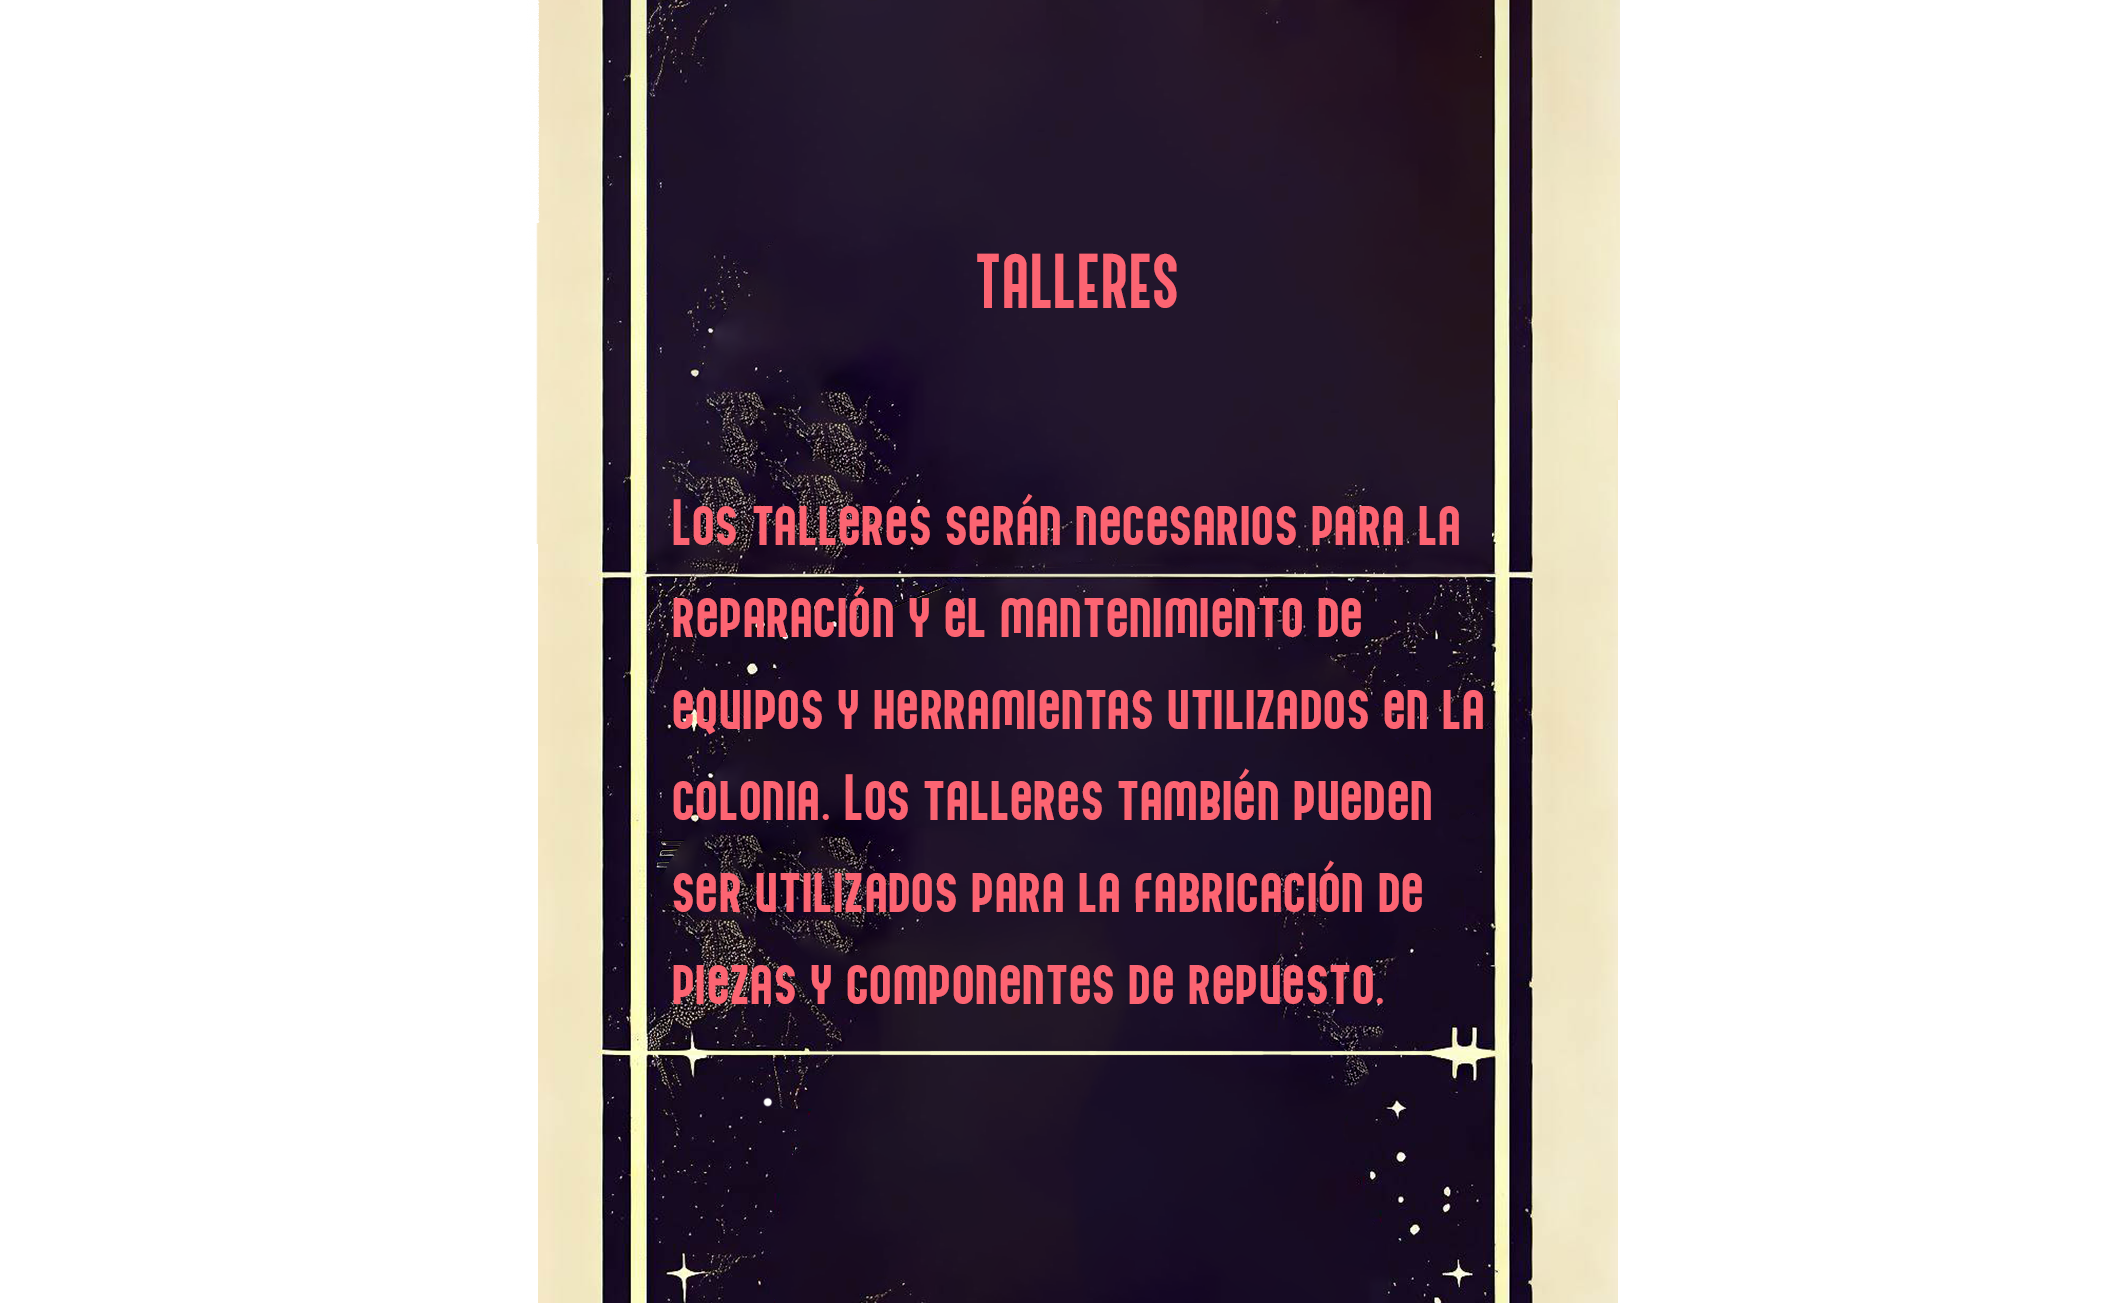 TALLERES
Los talleres serán necesarios para la
reparación y el mantenimiento de
equipos y herramientas utilizados en la
colonia. Los talleres también pueden
ser utilizados para la fabricación de
piezas y componentes de repuesto,